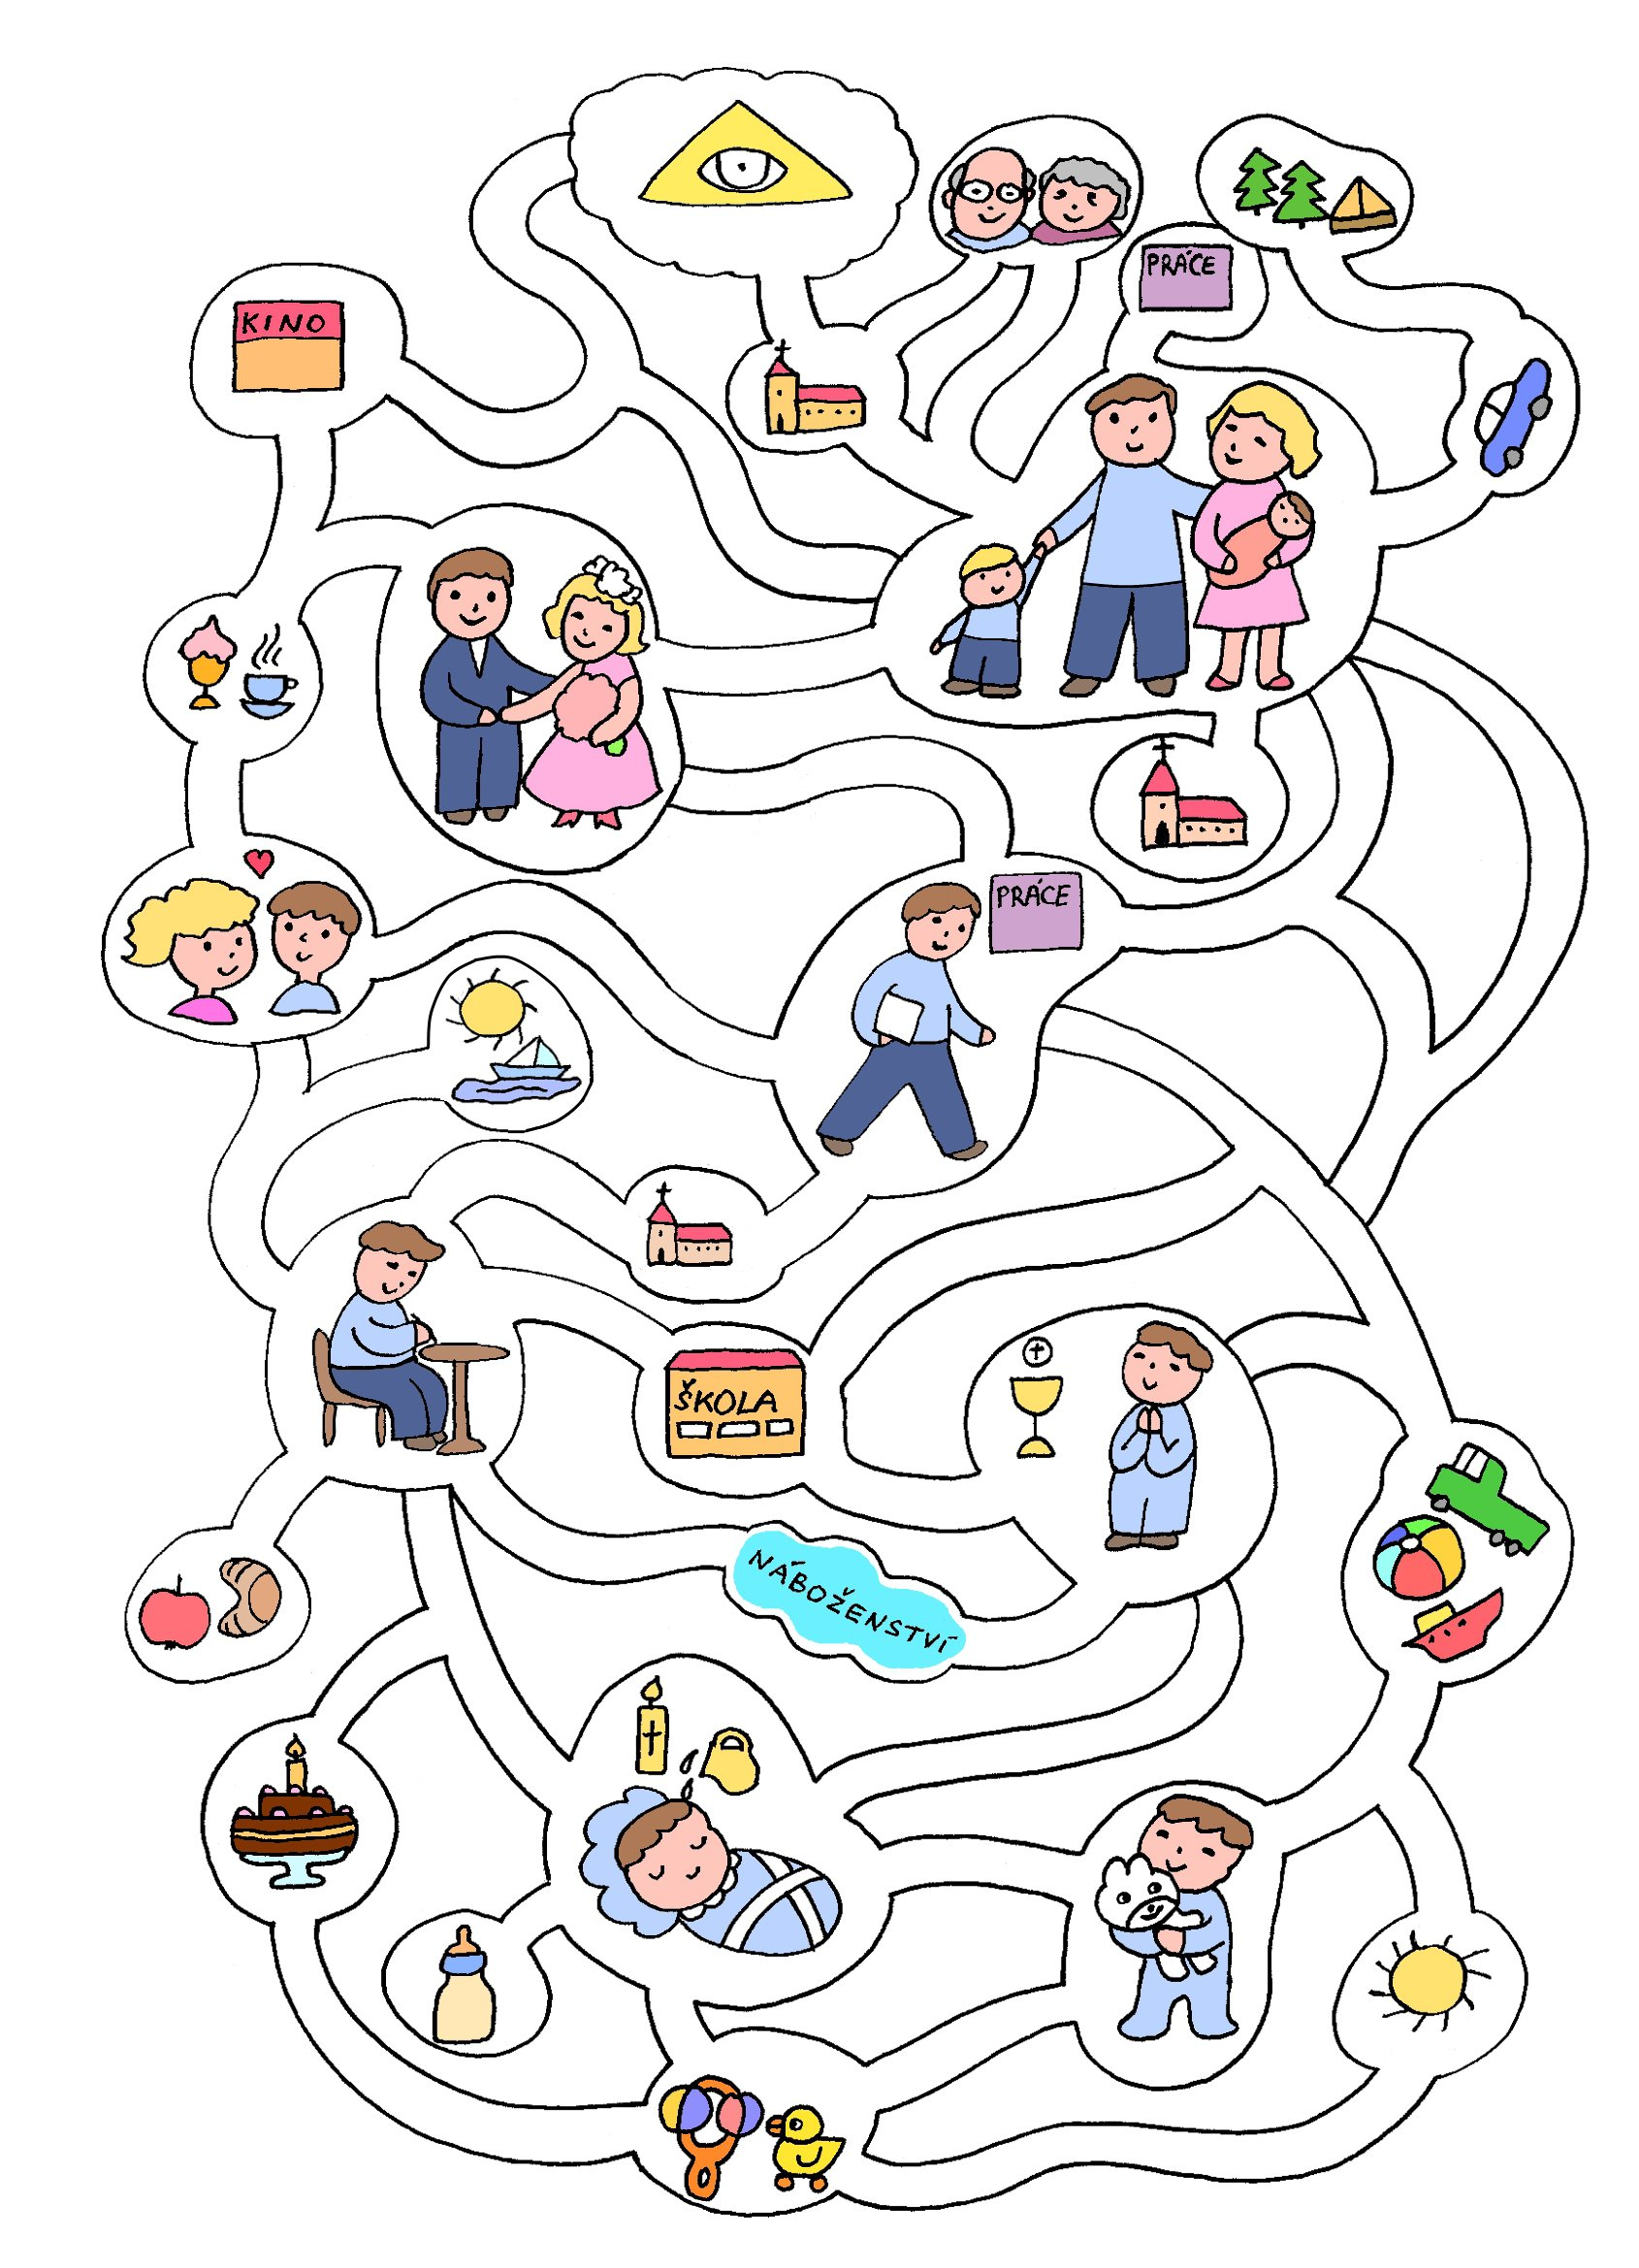 PRÁCE
KINO
PRÁCE
ŠKOLA
NÁBOŽENSTVÍ